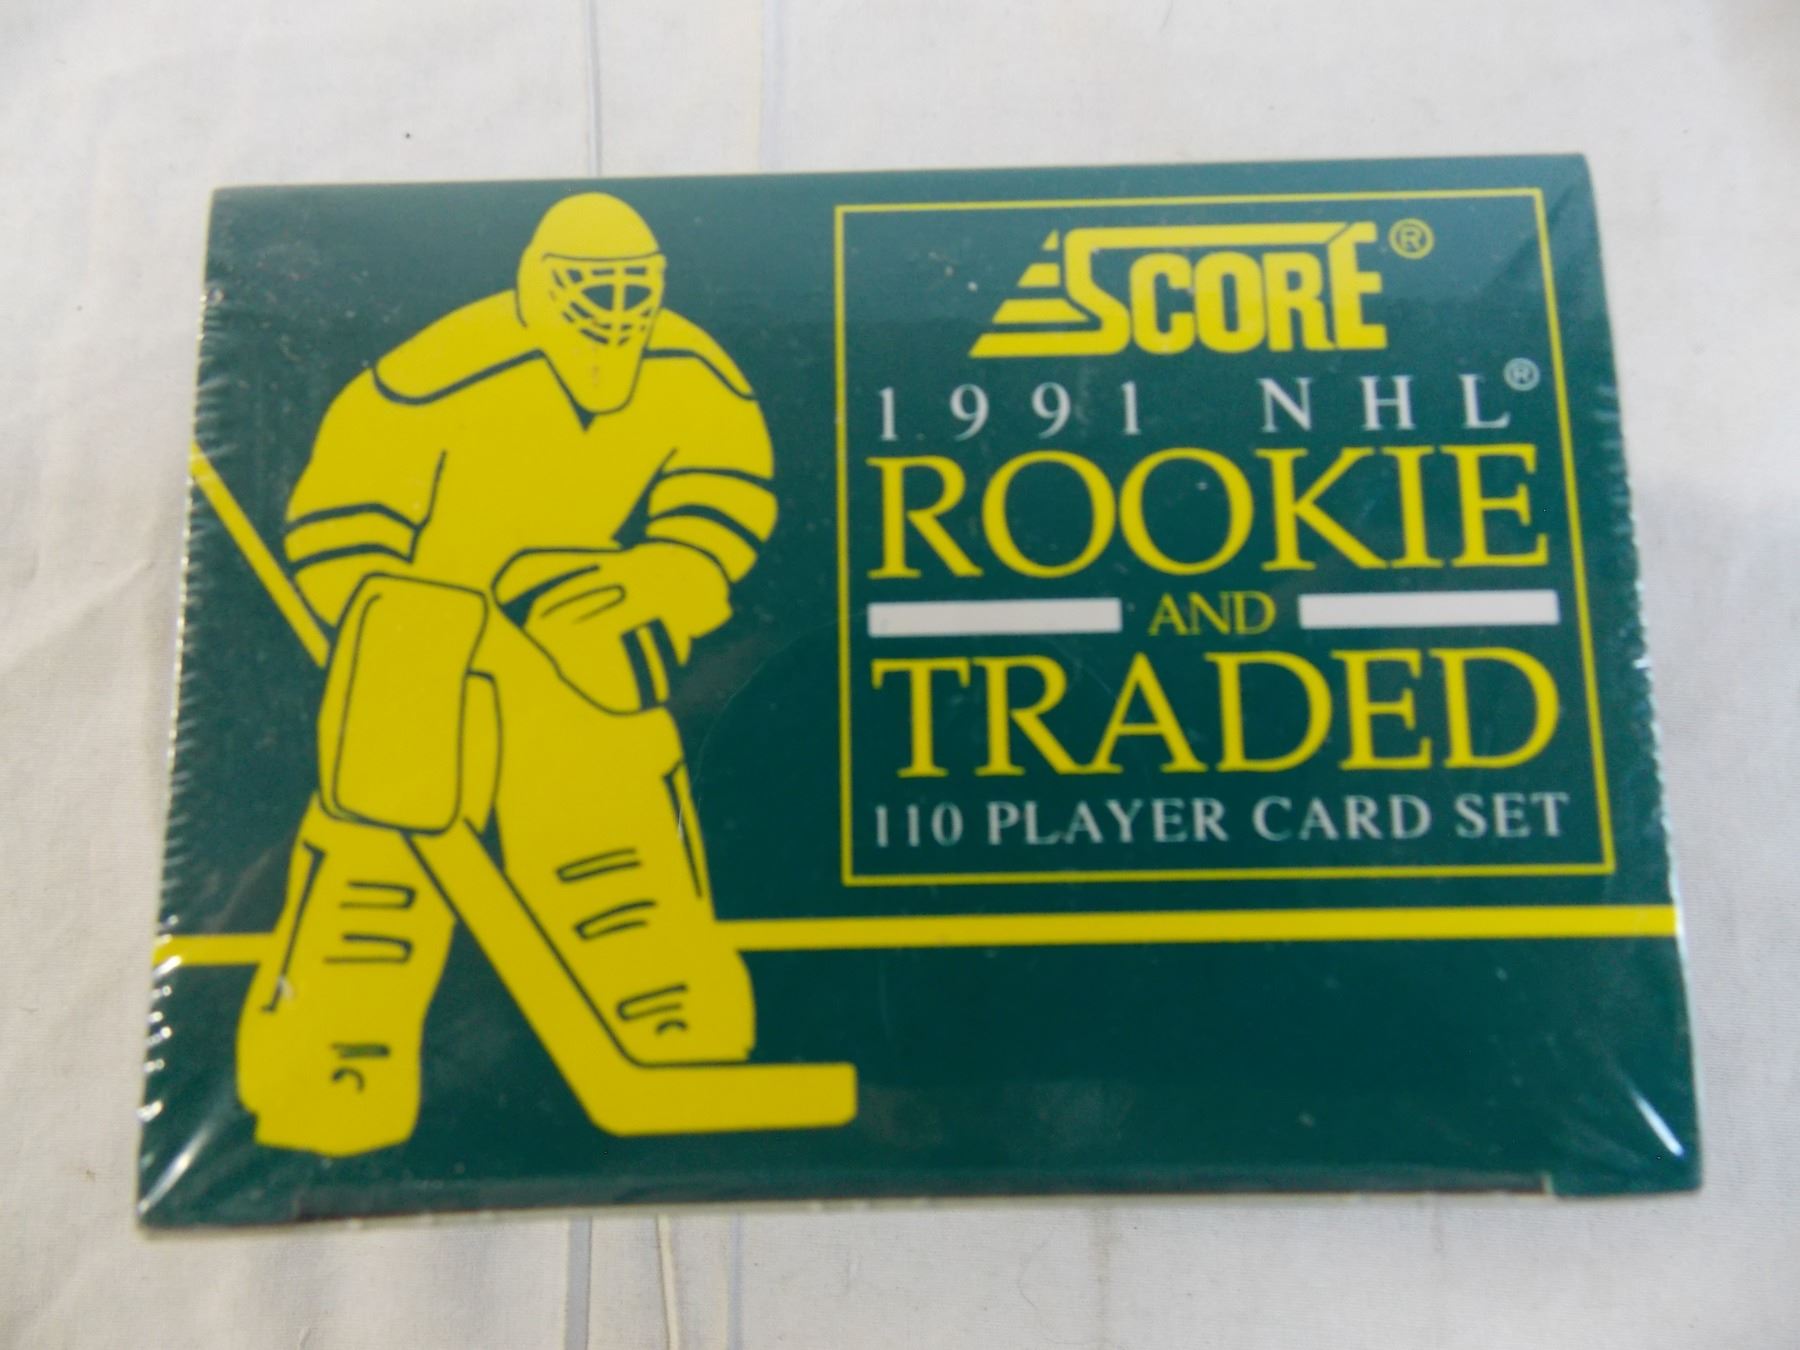 SCORE®
1991 NHL®
ROOKIE
AND
TRADED
110 PLAYER CARD SET